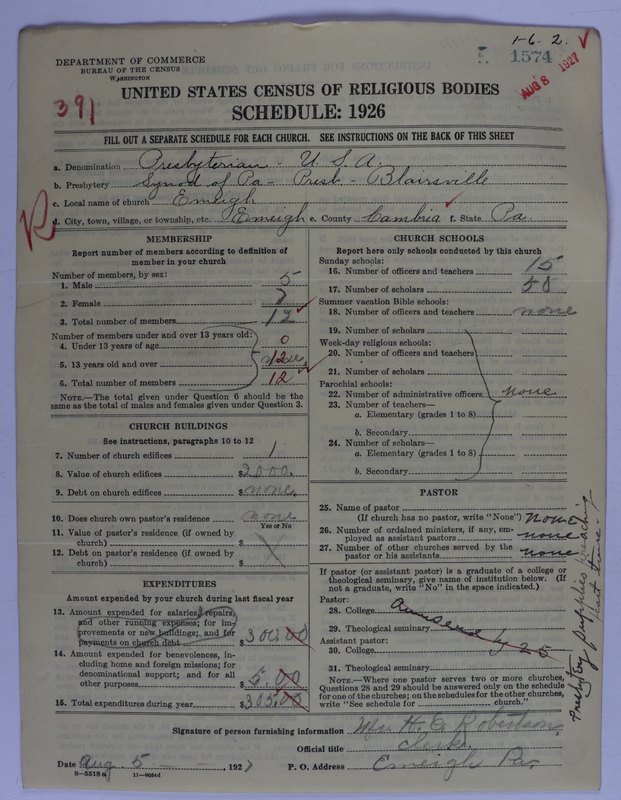 1-6. 2. ✓
DEPARTMENT OF COMMERCE
BUREAU OF THE CENSUS
WASHINGTON
1574
AUG 8 1927
391
UNITED STATES CENSUS OF RELIGIOUS BODIES
SCHEDULE: 1926
FILL OUT A SEPARATE SCHEDULE FOR EACH CHURCH. SEE INSTRUCTIONS ON THE BACK OF THIS SHEET
a. Denomination Presbyterian - U.S.A.
b. Presbytery Synod of Pa - Presb. - Blairsville
c. Local name of church Emeigh
R
d. City, town, village, or township, etc. Emeigh e. County Cambria f. State Pa.
MEMBERSHIP
Report number of members according to definition of
member in your church
Number of members, by sex:
1. Male 5
2. Female 7
3. Total number of members 12
Number of members under and over 13 years old:
4. Under 13 years of age 0
5. 13 years old and over 12
6. Total number of members 12
NOTE.—The total given under Question 6 should be the
same as the total of males and females given under Question 3.
CHURCH BUILDINGS
See instructions, paragraphs 10 to 12
7. Number of church edifices 1
8. Value of church edifices $2000.
9. Debt on church edifices $none.
10. Does church own pastor's residence none
Yes or No
11. Value of pastor's residence (if owned by
church) $
12. Debt on pastor's residence (if owned by
church) $
EXPENDITURES
Amount expended by your church during last fiscal year
13. Amount expended for salaries, repairs,
and other running expenses; for im-
provements or new buildings; and for
payments on church debt $300.00
14. Amount expended for benevolences, in-
cluding home and foreign missions; for
denominational support; and for all
other purposes $5.00
15. Total expenditures during year $305.00
CHURCH SCHOOLS
Report here only schools conducted by this church
Sunday schools:
16. Number of officers and teachers 15
17. Number of scholars 58
Summer vacation Bible schools:
18. Number of officers and teachers none
19. Number of scholars
Week-day religious schools:
20. Number of officers and teachers
21. Number of scholars
Parochial schools:
22. Number of administrative officers none
23. Number of teachers—
a. Elementary (grades 1 to 8)
b. Secondary
24. Number of scholars—
a. Elementary (grades 1 to 8)
b. Secondary
PASTOR
25. Name of pastor
(If church has no pastor, write "None") None
26. Number of ordained ministers, if any, em-
ployed as assistant pastors none
27. Number of other churches served by the
pastor or his assistants none
If pastor (or assistant pastor) is a graduate of a college or
theological seminary, give name of institution below. (If
not a graduate, write "No" in the space indicated.)
Pastor:
28. College
Answered by 25
29. Theological seminary
Assistant pastor:
30. College
31. Theological seminary
NOTE.—Where one pastor serves two or more churches,
Questions 28 and 29 should be answered only on the schedule
for one of the churches; on the schedules for the other churches,
write "See schedule for church."
Presbytery supplies preaching
part time.
Signature of person furnishing information Mrs. H. C. Robertson,
Official title Clerk.
Date Aug. 5 , 1927 P. O. Address Emeigh Pa.
8-5518 a 11-9054d